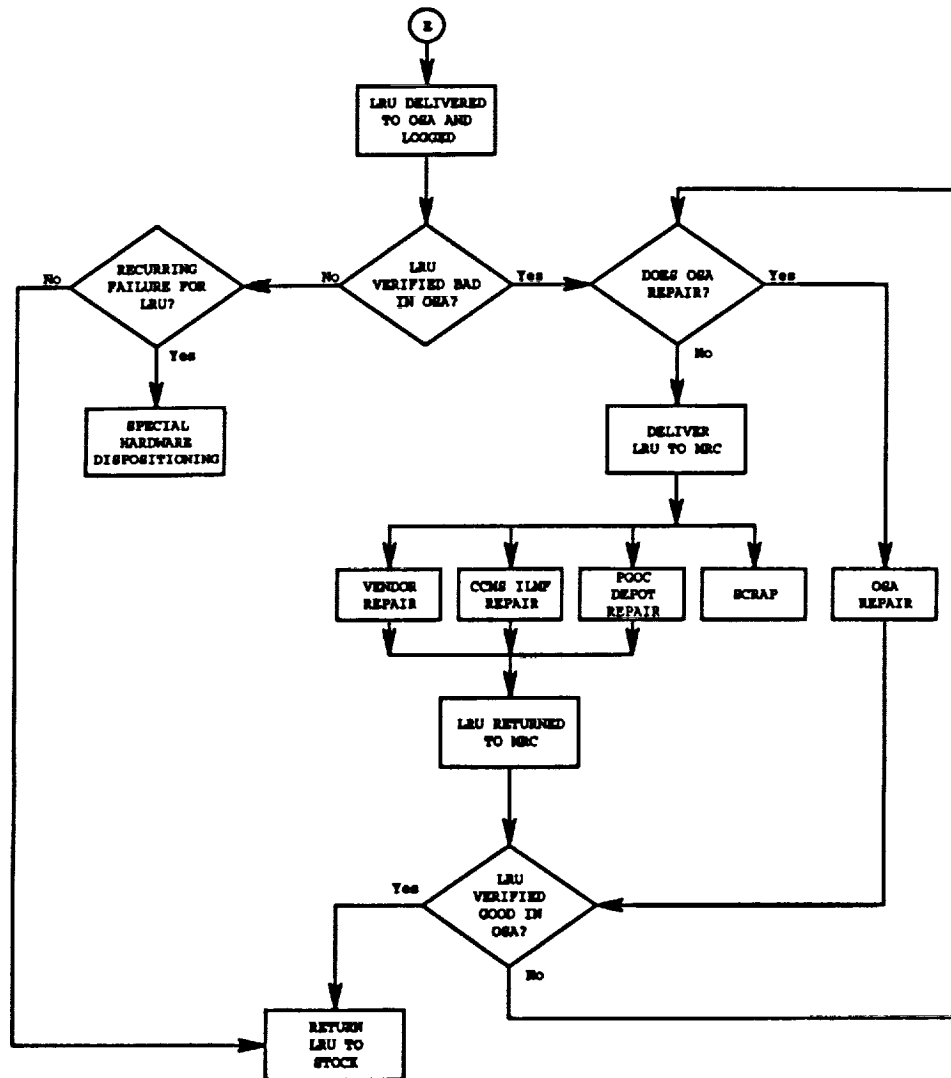 E
LRU DELIVERED
TO OSA AND
LOGGED
No
RECURRING
FAILURE FOR
LRU?
No
LRU
VERIFIED BAD
IN OSA?
Yes
DOES OSA
REPAIR?
Yes
Yes
No
SPECIAL
HARDWARE
DISPOSITIONING
DELIVER
LRU TO MRC
VENDOR
REPAIR
CCMS ILMF
REPAIR
PGOC
DEPOT
REPAIR
SCRAP
OSA
REPAIR
LRU RETURNED
TO MRC
Yes
LRU
VERIFIED
GOOD IN
OSA?
No
RETURN
LRU TO
STOCK